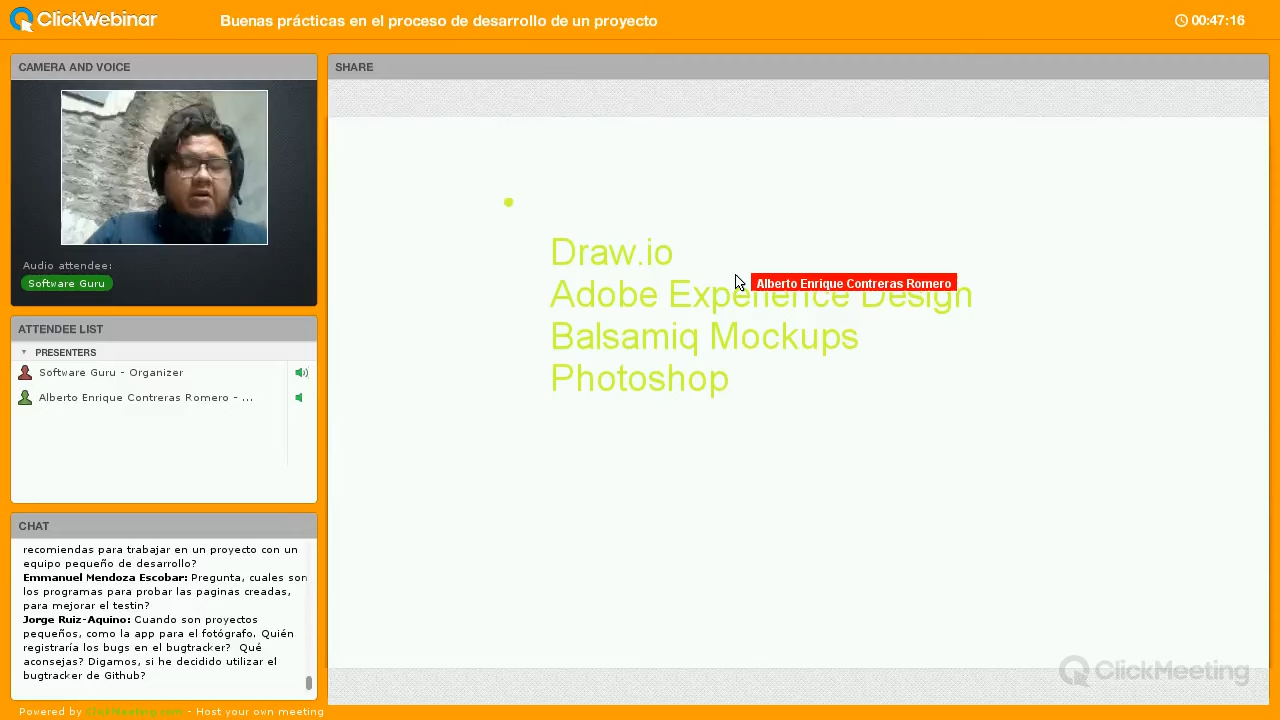 ClickWebinar
Buenas prácticas en el proceso de desarrollo de un proyecto
00:47:16
CAMERA AND VOICE
Audio attendee:
Software Guru
ATTENDEE LIST
PRESENTERS
Software Guru - Organizer
Alberto Enrique Contreras Romero - ...
CHAT
recomiendas para trabajar en un proyecto con un
equipo pequeño de desarrollo?
Emmanuel Mendoza Escobar: Pregunta, cuales son
los programas para probar las paginas creadas,
para mejorar el testin?
Jorge Ruiz-Aquino: Cuando son proyectos
pequeños, como la app para el fotógrafo. Quién
registraría los bugs en el bugtracker? Qué
aconsejas? Digamos, si he decidido utilizar el
bugtracker de Github?
Powered by ClickMeeting.com - Host your own meeting
SHARE
Draw.io
Alberto Enrique Contreras Romero
Adobe Experience Design
Balsamiq Mockups
Photoshop
ClickMeeting